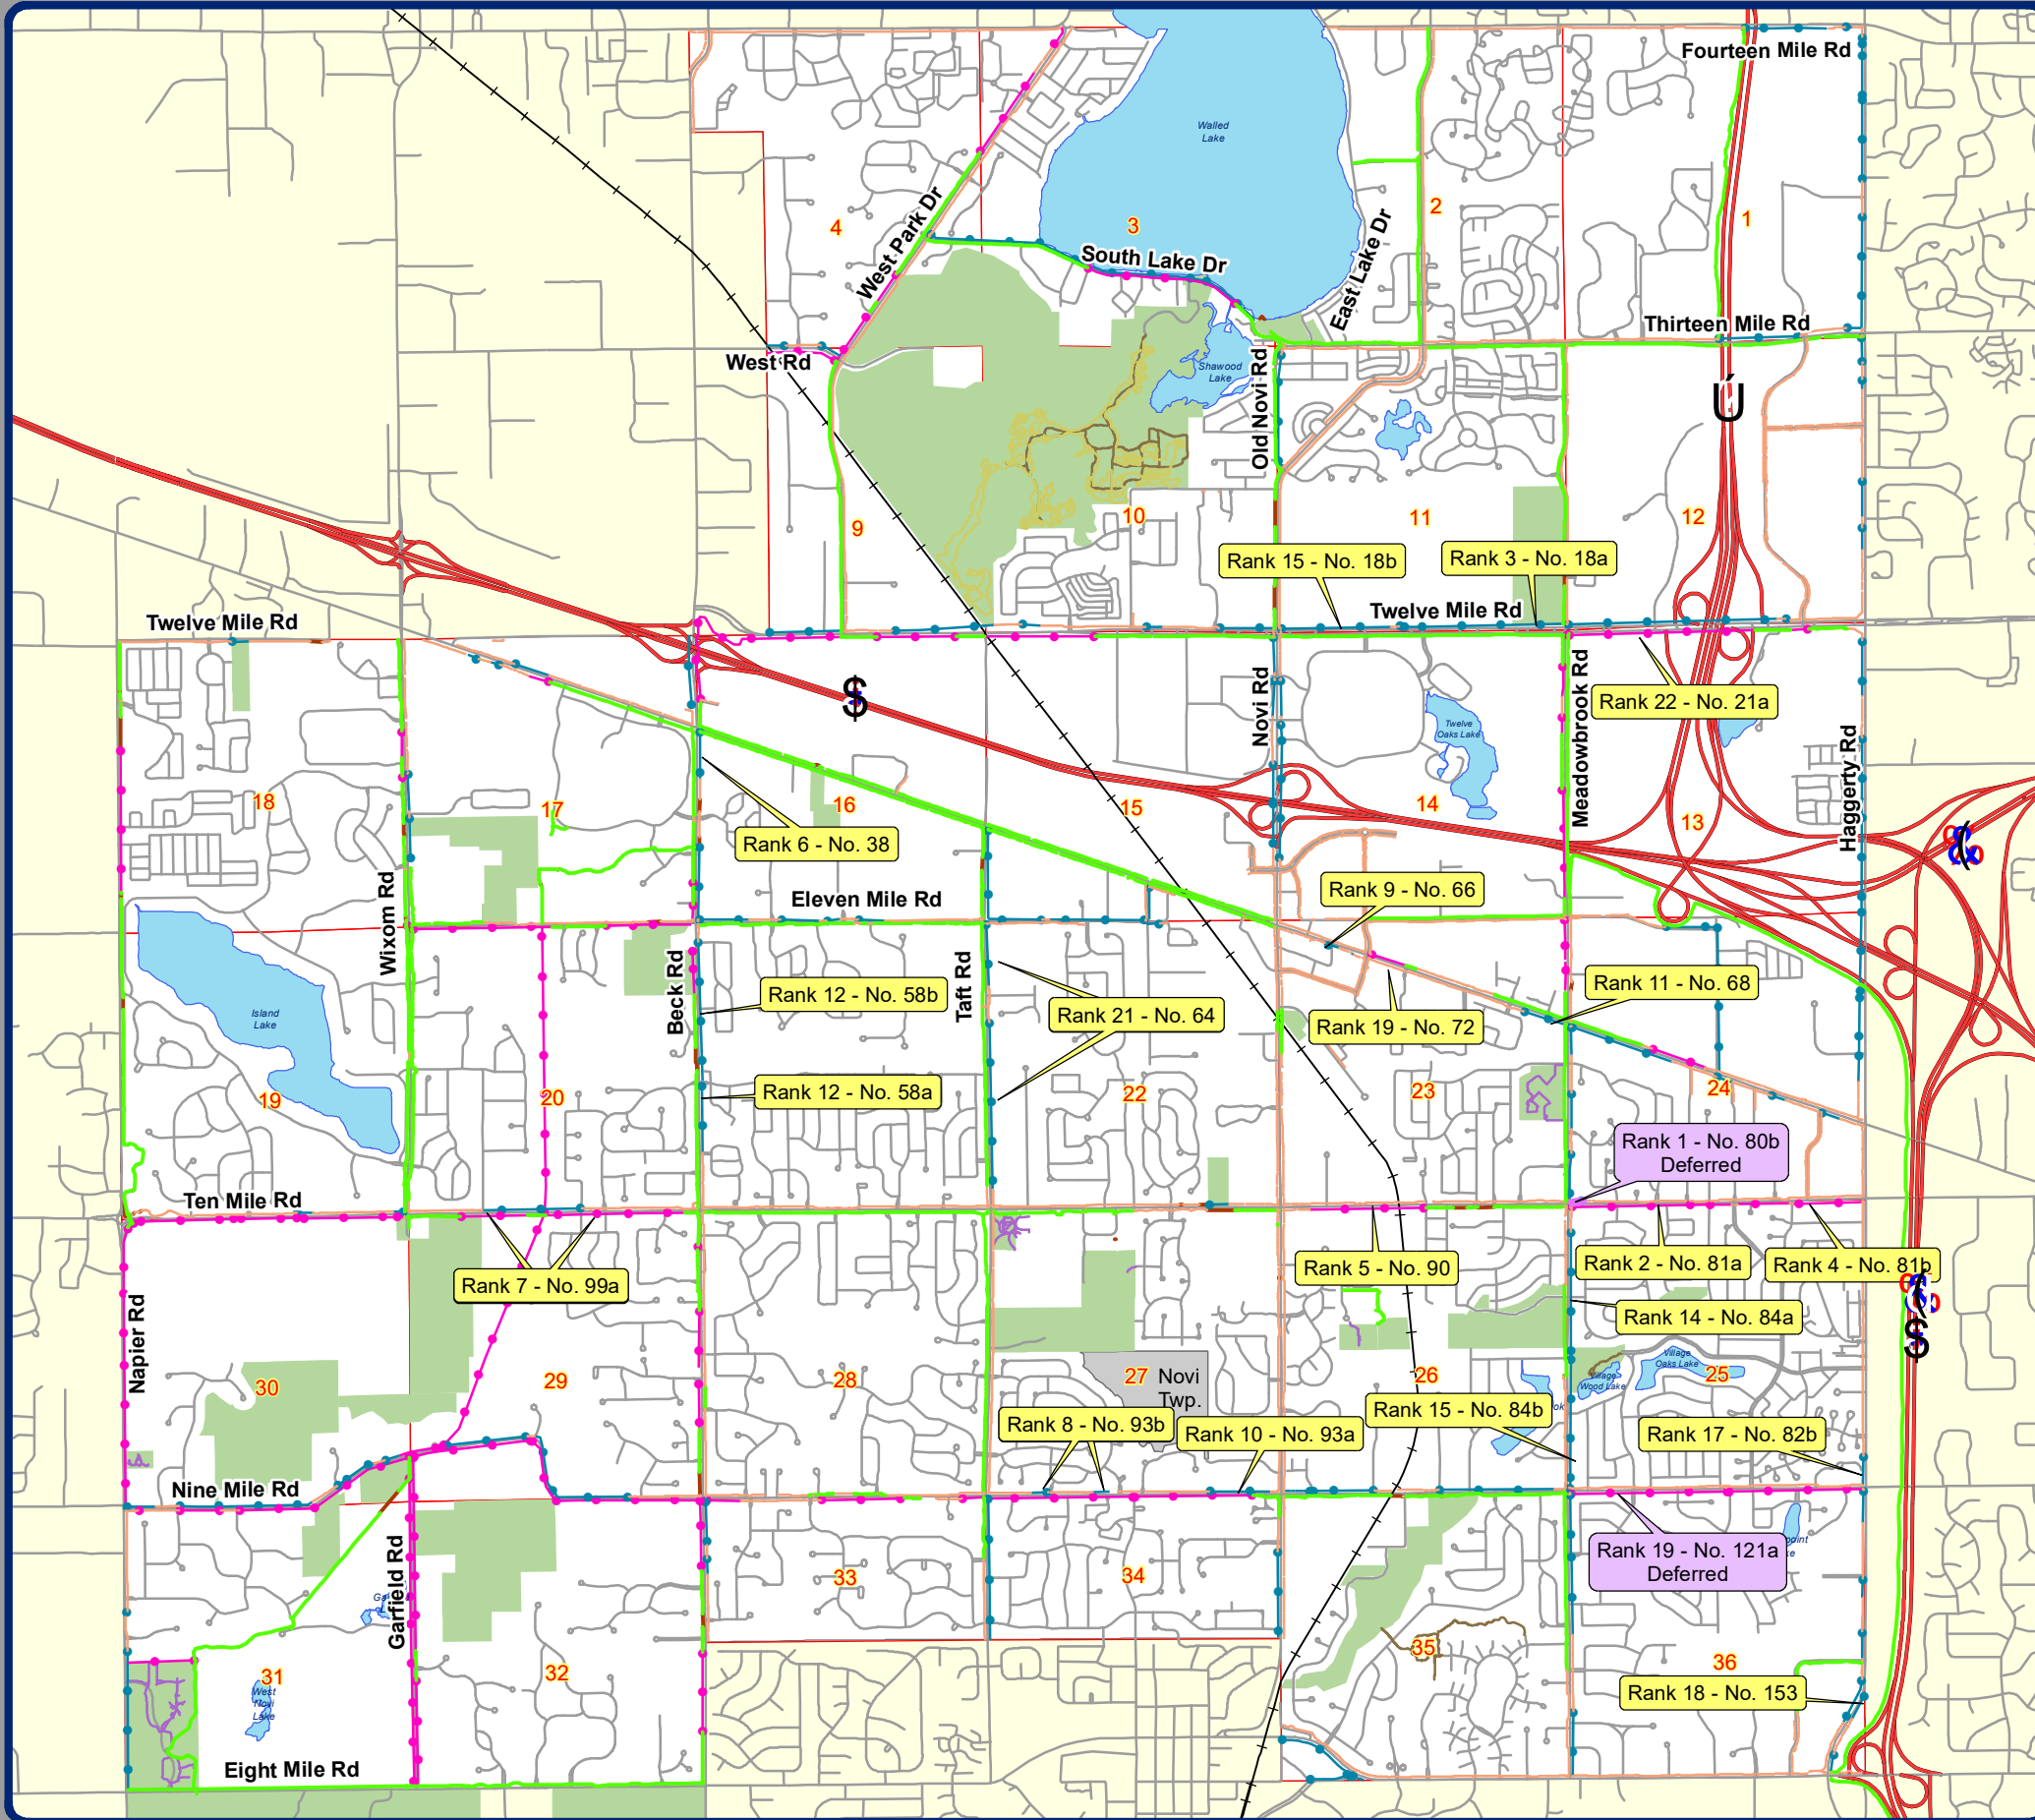 Fourteen Mile Rd
Walled
Lake
1
2
3
4
West Park Dr
South Lake Dr
East Lake Dr
Thirteen Mile Rd
West Rd
Shawood
Lake
Old Novi Rd
9
10
11
12
Rank 15 - No. 18b
Rank 3 - No. 18a
Twelve Mile Rd
Twelve Mile Rd
Novi Rd
Meadowbrook Rd
Rank 22 - No. 21a
Twelve
Oaks Lake
Haggerty Rd
18
17
16
15
14
13
Rank 6 - No. 38
Wixom Rd
Eleven Mile Rd
Rank 9 - No. 66
Beck Rd
Taft Rd
Rank 12 - No. 58b
Rank 21 - No. 64
Rank 19 - No. 72
Rank 11 - No. 68
Island
Lake
19
20
Rank 12 - No. 58a
22
23
24
Rank 1 - No. 80b
Deferred
Ten Mile Rd
Rank 7 - No. 99a
Rank 5 - No. 90
Rank 2 - No. 81a
Rank 4 - No. 81b
Rank 14 - No. 84a
Napier Rd
30
29
28
27
Novi
Twp.
26
25
Village
Oaks Lake
Village
Wood Lake
Rank 8 - No. 93b
Rank 10 - No. 93a
Rank 15 - No. 84b
Rank 17 - No. 82b
Nine Mile Rd
Garfield Rd
Rank 19 - No. 121a
Deferred
33
34
35
36
31
32
West
Novi
Lake
Rank 18 - No. 153
Eight Mile Rd